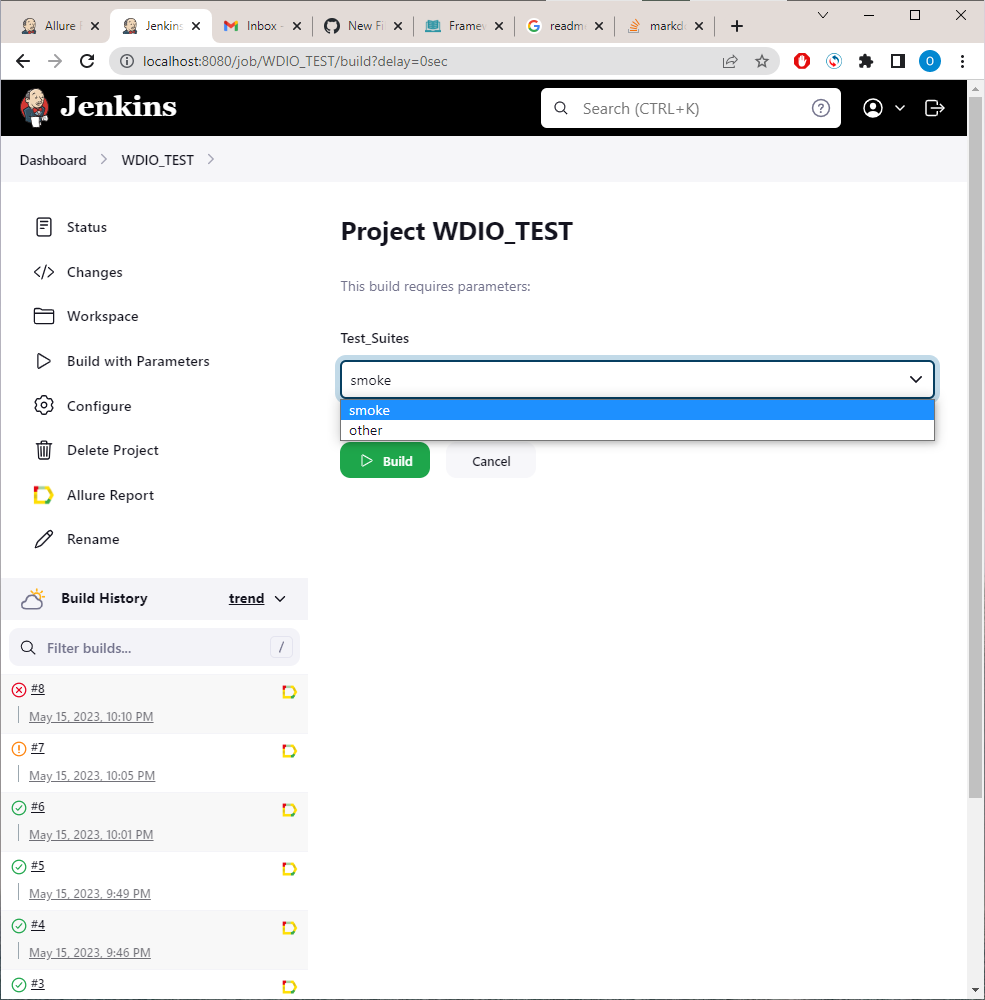 Allure
Jenkins
Inbox -
New Fi
Framew
readme
markdo
localhost:8080/job/WDIO_TEST/build?delay=0sec
O
Jenkins
Search (CTRL+K)
Dashboard
WDIO_TEST
Status
Changes
Workspace
Build with Parameters
Configure
Delete Project
Allure Report
Rename
Project WDIO_TEST
This build requires parameters:
Test_Suites
smoke
smoke
other
Build Cancel
Build History trend
Filter builds... /
#8
May 15, 2023, 10:10 PM
#7
May 15, 2023, 10:05 PM
#6
May 15, 2023, 10:01 PM
#5
May 15, 2023, 9:49 PM
#4
May 15, 2023, 9:46 PM
#3